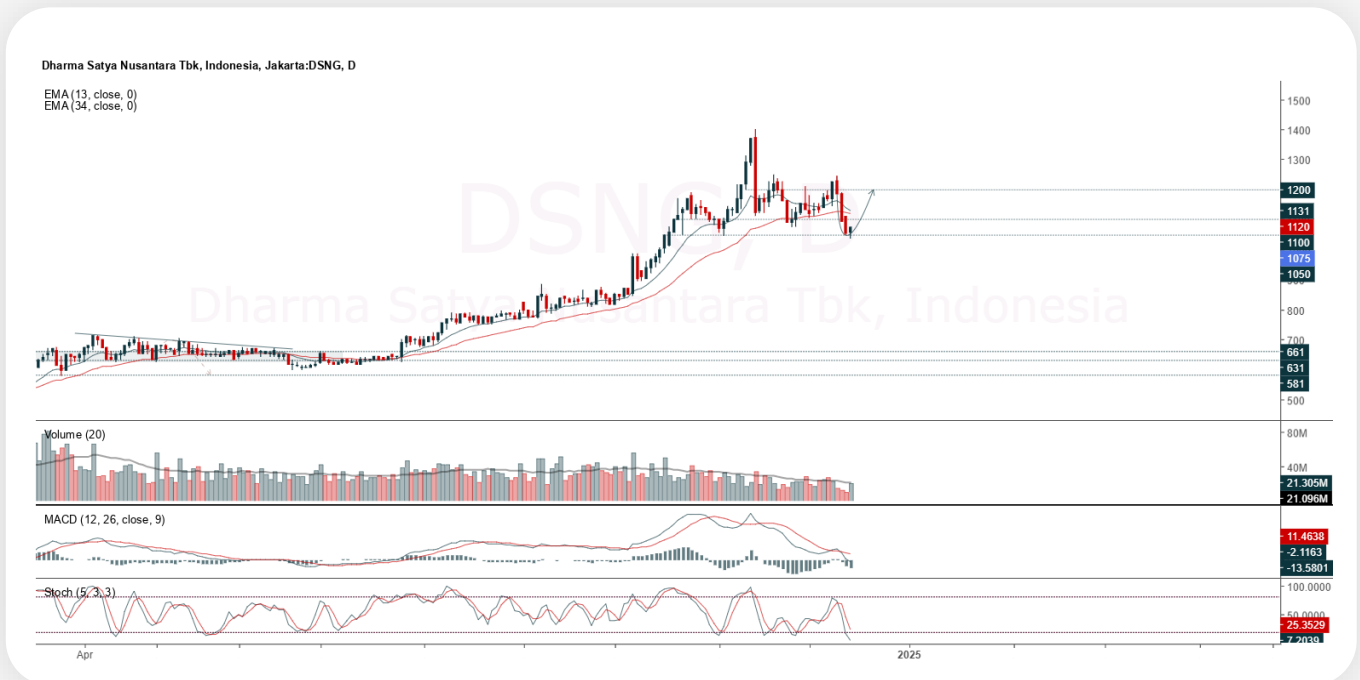 Dharma Satya Nusantara Tbk, Indonesia, Jakarta:DSNG, D
EMA (13, close, 0)
EMA (34, close, 0)
DSNG, D
Dharma Satya Nusantara Tbk, Indonesia
1500
1400
1300
1200
1131
1120
1100
1075
1050
800
700
661
631
581
500
Volume (20)
80M
40M
21.305M
21.096M
MACD (12, 26, close, 9)
11.4638
-2.1163
-13.5801
Stoch (5, 3, 3)
100.0000
50.0000
25.3529
7.2039
Apr
2025